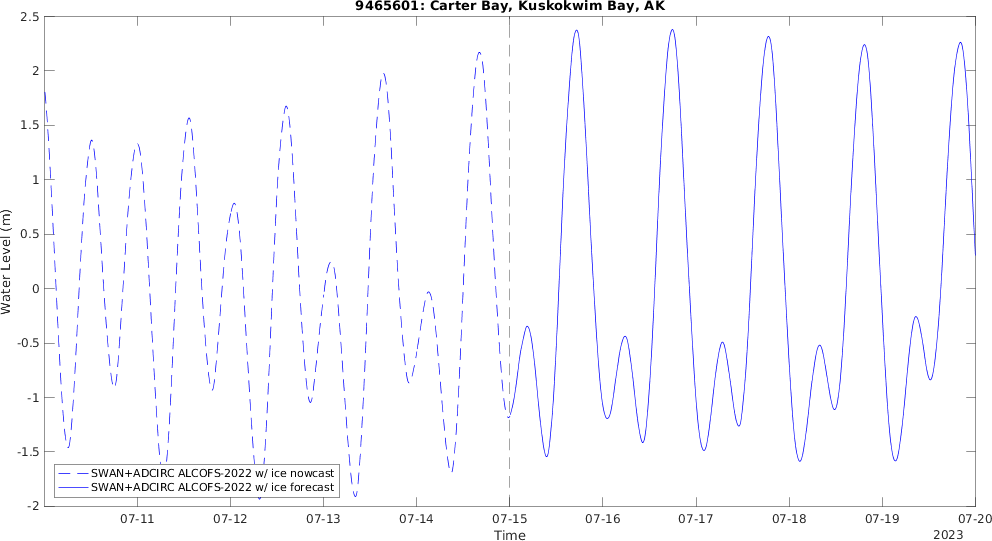 9465601: Carter Bay, Kuskokwim Bay, AK
2.5
2
1.5
1
0.5
0
-0.5
-1
-1.5
-2
Water Level (m)
SWAN+ADCIRC ALCOFS-2022 w/ ice nowcast
SWAN+ADCIRC ALCOFS-2022 w/ ice forecast
07-11 07-12 07-13 07-14 07-15 07-16 07-17 07-18 07-19 07-20
Time
2023